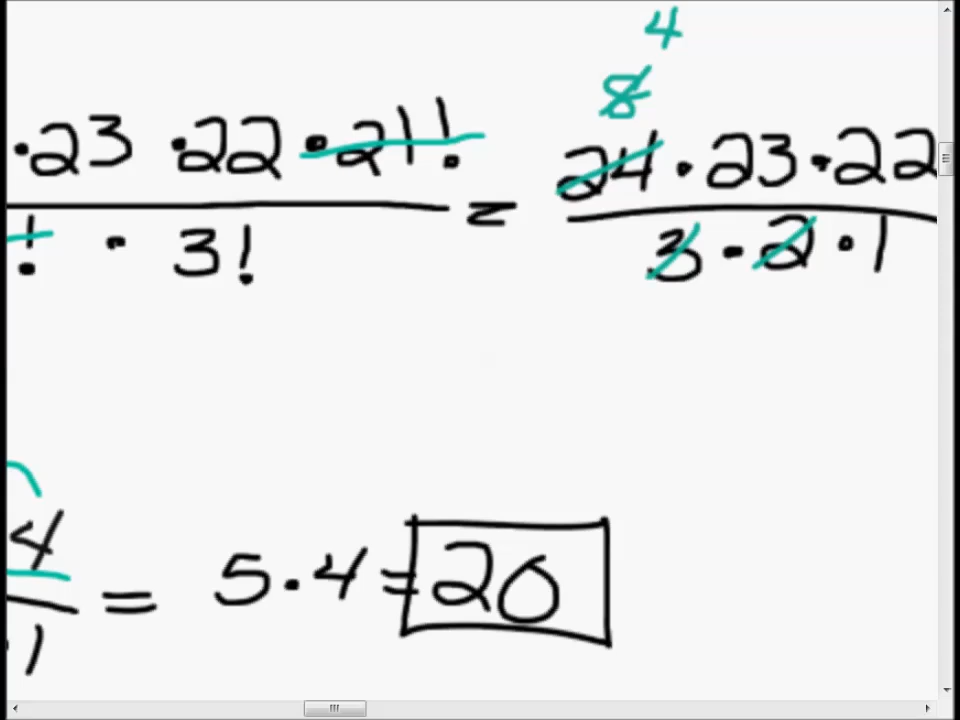 4
8
·23 ·22 ·21! = 24·23·22
! · 3! 3·2·1
4
1 = 5·4=20